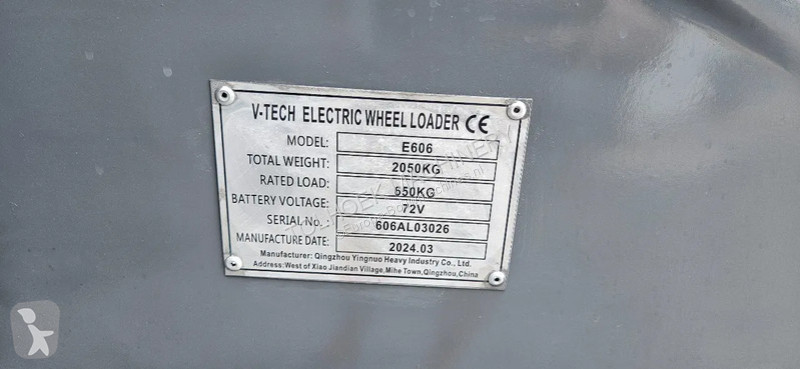 V-TECH ELECTRIC WHEEL LOADER CE
MODEL: E606
TOTAL WEIGHT: 2050KG
RATED LOAD: 650KG
BATTERY VOLTAGE: 72V
SERIAL No.: 606AL03026
MANUFACTURE DATE: 2024.03
Manufacturer: Qingzhou Yingnuo Heavy Industry Co., Ltd.
Address:West of Xiao Jiandian Village,Mihe Town,Qingzhou,China